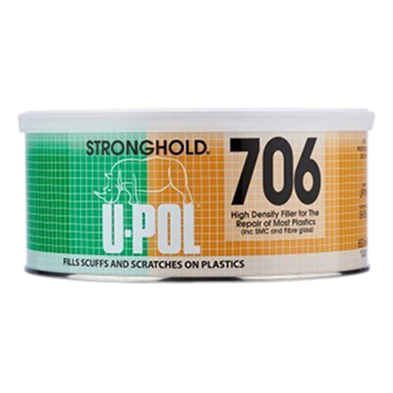 STRONGHOLD®
706
High Density Filler for The
Repair of Most Plastics
(inc SMC and Fibre glass)
U-POL
FILLS SCUFFS AND SCRATCHES ON PLASTICS